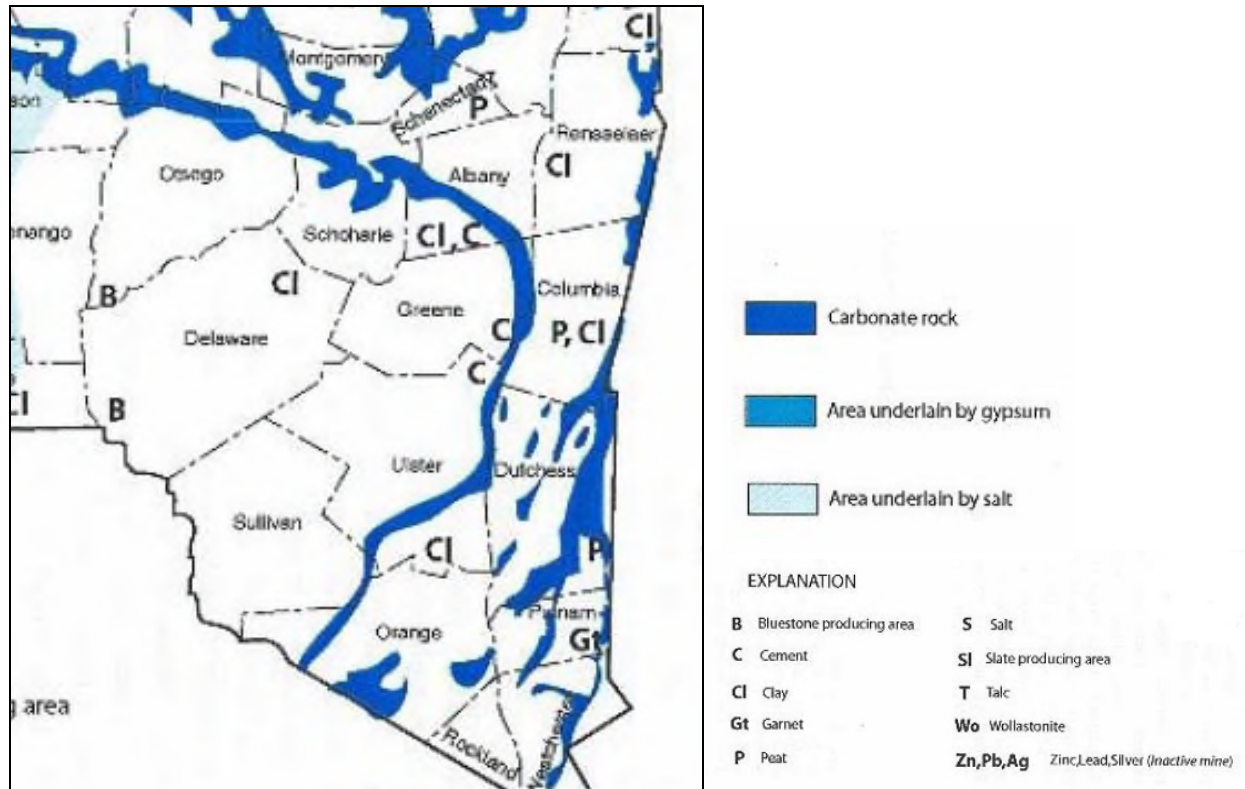 Cl
Montgomery
son
Schenectady
P
Rensselaer
Otsego
Albany
Cl
nango
Schoharie
Cl, C
B
Cl
Columbia
Greene
Delaware
C
P, Cl
C
Cl
B
Ulster
Dutchess
Sullivan
Cl
P
Orange
Putnam
Gt
g area
Rockland
Westchester
Carbonate rock
Area underlain by gypsum
Area underlain by salt
EXPLANATION
B Bluestone producing area
C Cement
Cl Clay
Gt Garnet
P Peat
S Salt
Sl Slate producing area
T Talc
Wo Wollastonite
Zn,Pb,Ag Zinc,Lead,Silver (Inactive mine)